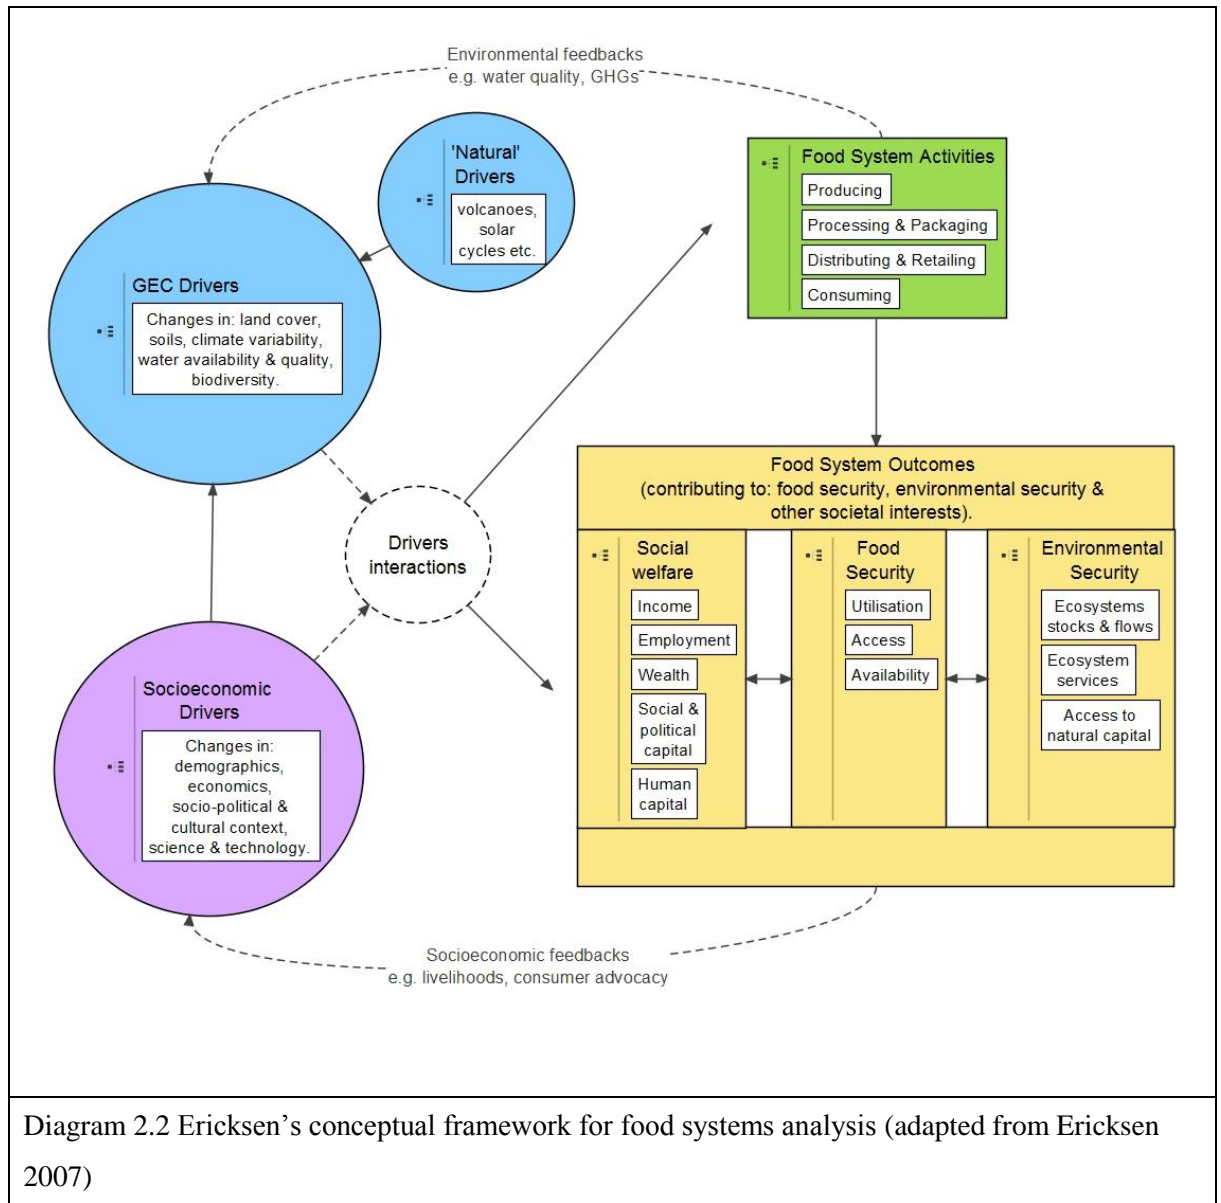 Environmental feedbacks
e.g. water quality, GHGs
'Natural'
Drivers
volcanoes,
solar
cycles etc.
Food System Activities
Producing
Processing & Packaging
Distributing & Retailing
Consuming
GEC Drivers
Changes in: land cover,
soils, climate variability,
water availability & quality,
biodiversity.
Drivers
interactions
Food System Outcomes
(contributing to: food security, environmental security &
other societal interests).
Social
welfare
Income
Employment
Wealth
Social &
political
capital
Human
capital
Food
Security
Utilisation
Access
Availability
Environmental
Security
Ecosystems
stocks & flows
Ecosystem
services
Access to
natural capital
Socioeconomic
Drivers
Changes in:
demographics,
economics,
socio-political &
cultural context,
science & technology.
Socioeconomic feedbacks
e.g. livelihoods, consumer advocacy
Diagram 2.2 Ericksen’s conceptual framework for food systems analysis (adapted from Ericksen
2007)